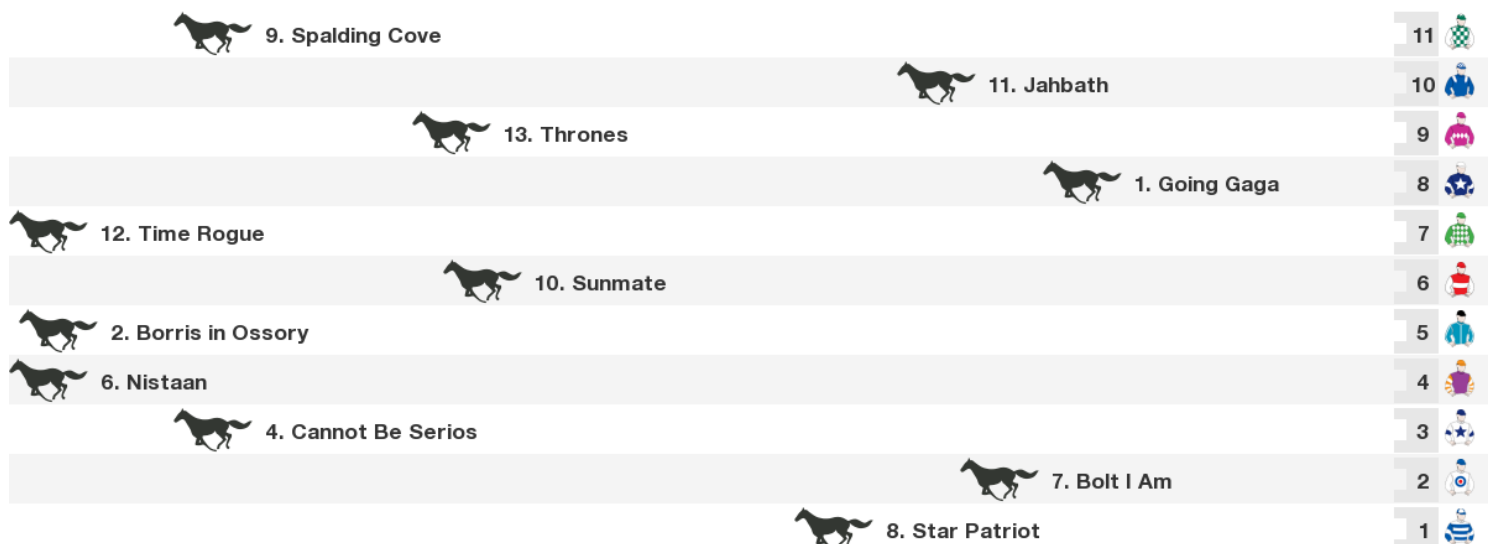 9. Spalding Cove 11
11. Jahbath 10
13. Thrones 9
1. Going Gaga 8
12. Time Rogue 7
10. Sunmate 6
2. Borris in Ossory 5
6. Nistaan 4
4. Cannot Be Serios 3
7. Bolt I Am 2
8. Star Patriot 1